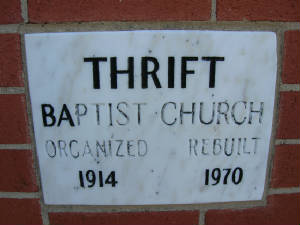 THRIFT
BAPTIST CHURCH
ORGANIZED REBUILT
1914 1970